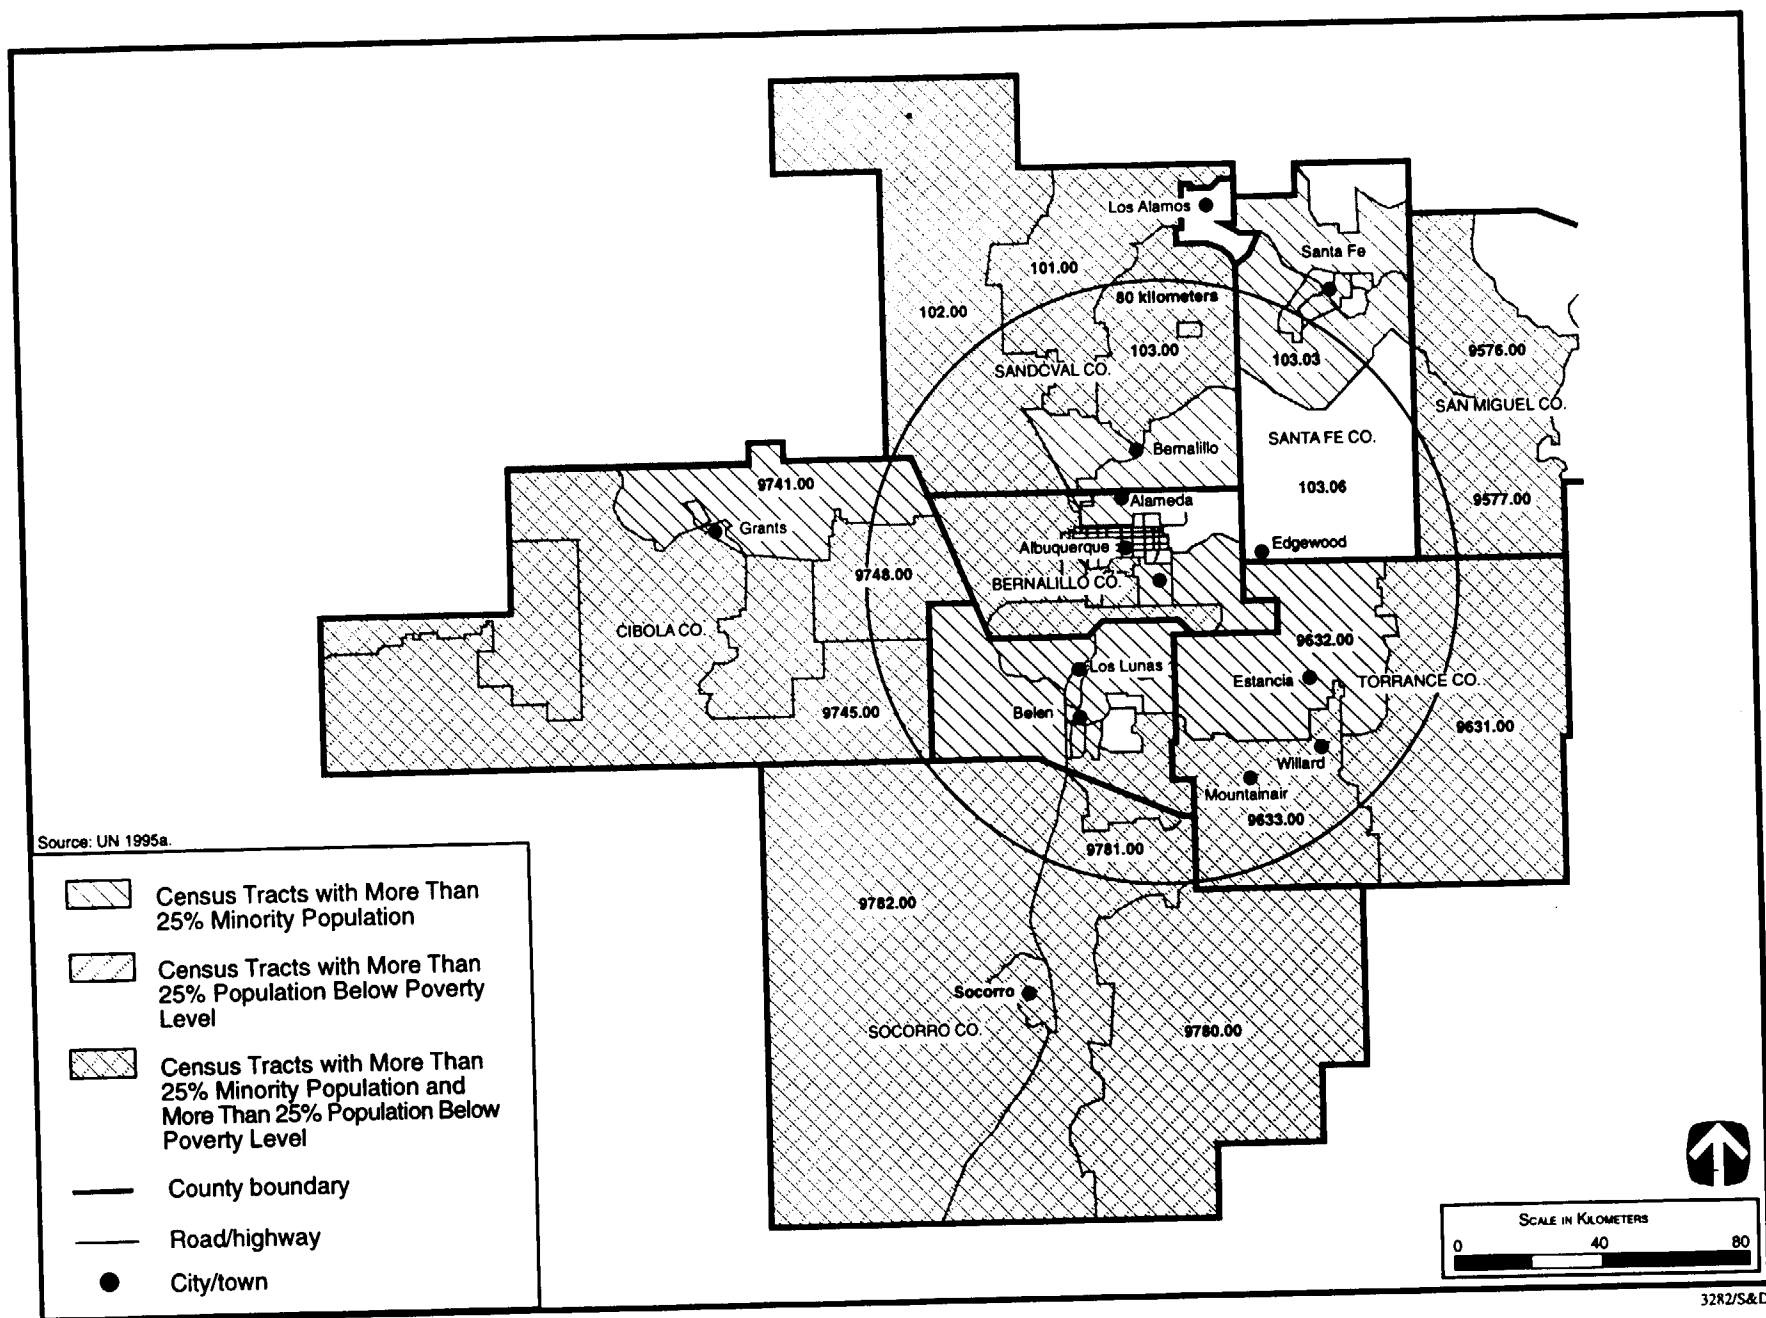 Los Alamos
Santa Fe
101.00
80 kilometers
102.00
103.00
103.03
9576.00
SANDCVAL CO.
SAN MIGUEL CO.
Bernalillo
SANTA FE CO.
9741.00
103.06
9577.00
Alameda
Grants
Albuquerque
Edgewood
9748.00
BERNALILLO CO.
CIBOLA CO.
9632.00
Los Lunas
Estancia
TORRANCE CO.
9745.00
Belen
9631.00
Willard
Mountainair
9633.00
9781.00
9782.00
Socorro
SOCORRO CO.
9780.00
Source: UN 1995a.
Census Tracts with More Than
25% Minority Population
Census Tracts with More Than
25% Population Below Poverty
Level
Census Tracts with More Than
25% Minority Population and
More Than 25% Population Below
Poverty Level
County boundary
Road/highway
City/town
SCALE IN KILOMETERS
0 40 80
3282/S&D